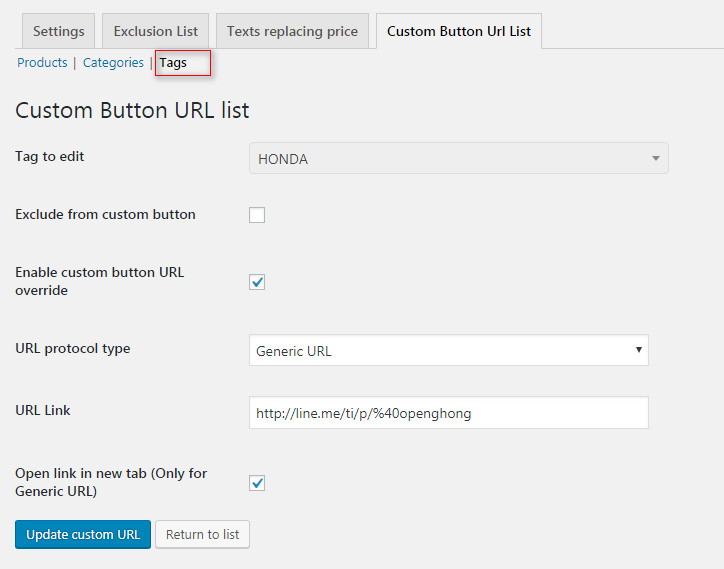 Settings Exclusion List Texts replacing price Custom Button Url List
Products | Categories | Tags
Custom Button URL list
Tag to edit HONDA
Exclude from custom button
Enable custom button URL
override
URL protocol type Generic URL
URL Link http://line.me/ti/p/%40openghong
Open link in new tab (Only for
Generic URL)
Update custom URL Return to list